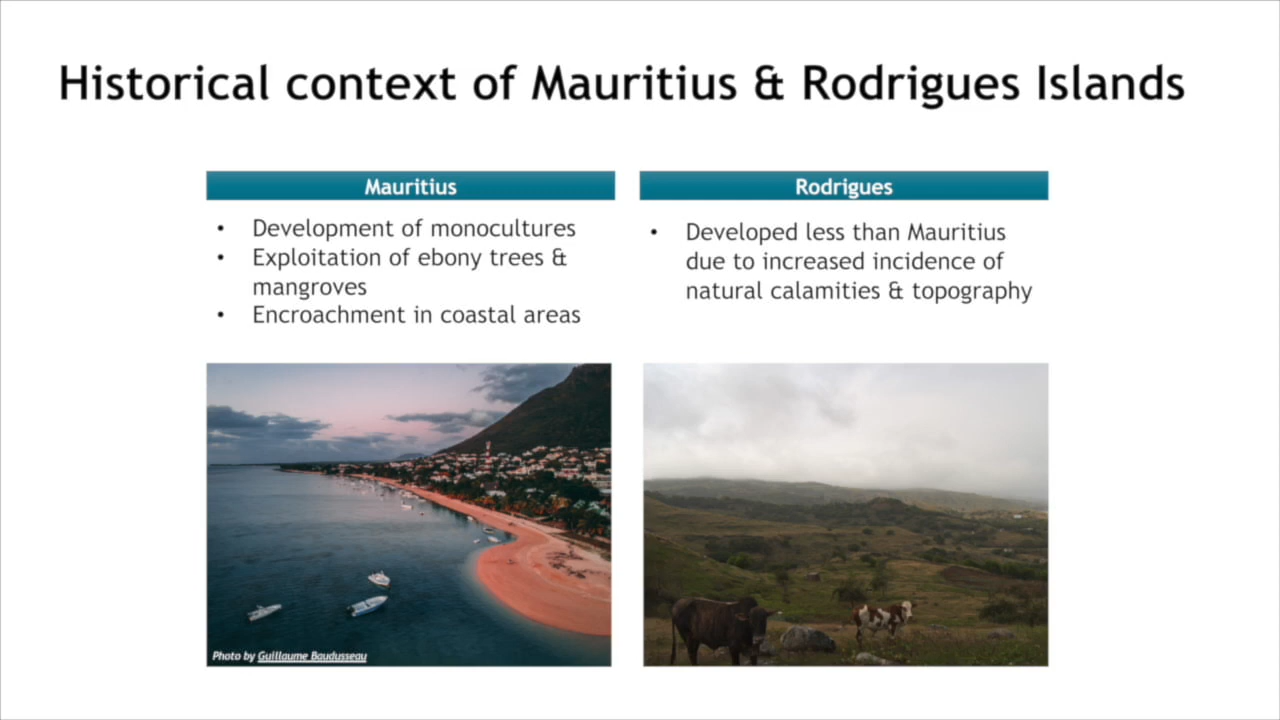 Historical context of Mauritius & Rodrigues Islands
Mauritius
• Development of monocultures
• Exploitation of ebony trees &
mangroves
• Encroachment in coastal areas
Rodrigues
• Developed less than Mauritius
due to increased incidence of
natural calamities & topography
Photo by Guillaume Baudusseau